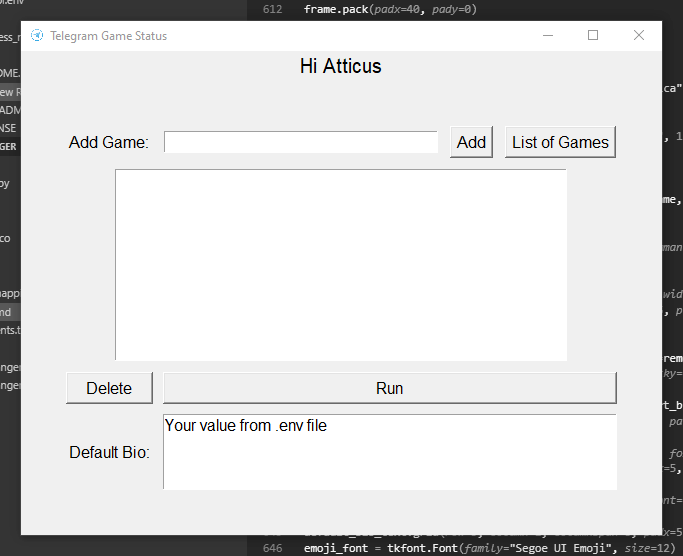 612 frame.pack(padx=40, pady=0)
Telegram Game Status
Hi Atticus
Add Game:
Add
List of Games
Delete
Run
Default Bio:
Your value from .env file
646 emoji_font = tkfont.Font(family="Segoe UI Emoji", size=12)